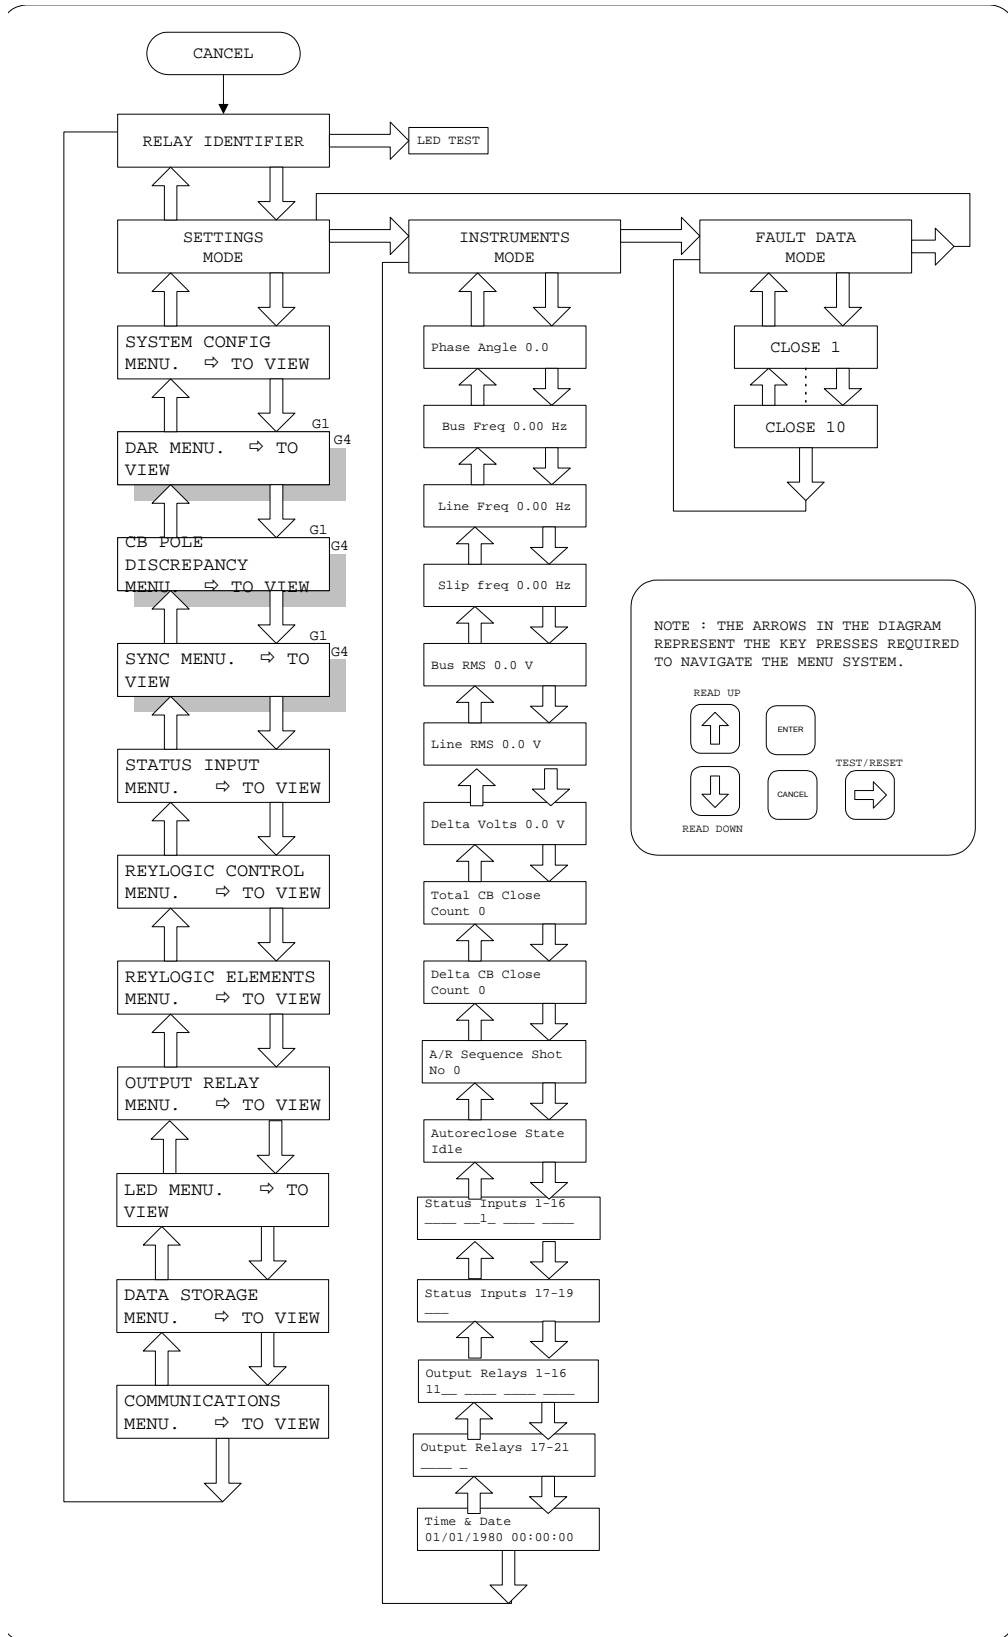 CANCEL
RELAY IDENTIFIER
LED TEST
SETTINGS
MODE
INSTRUMENTS
MODE
FAULT DATA
MODE
SYSTEM CONFIG
MENU. ⇨ TO VIEW
G1
G4
DAR MENU. ⇨ TO
VIEW
G1
G4
CB POLE
DISCREPANCY
MENU. ⇨ TO VIEW
G1
G4
SYNC MENU. ⇨ TO
VIEW
STATUS INPUT
MENU. ⇨ TO VIEW
REYLOGIC CONTROL
MENU. ⇨ TO VIEW
REYLOGIC ELEMENTS
MENU. ⇨ TO VIEW
OUTPUT RELAY
MENU. ⇨ TO VIEW
LED MENU. ⇨ TO
VIEW
DATA STORAGE
MENU. ⇨ TO VIEW
COMMUNICATIONS
MENU. ⇨ TO VIEW
Phase Angle 0.0
Bus Freq 0.00 Hz
Line Freq 0.00 Hz
Slip freq 0.00 Hz
Bus RMS 0.0 V
Line RMS 0.0 V
Delta Volts 0.0 V
Total CB Close
Count 0
Delta CB Close
Count 0
A/R Sequence Shot
No 0
Autoreclose State
Idle
Status Inputs 1-16
____ __1_ ____ ____
Status Inputs 17-19
___
Output Relays 1-16
11__ ____ ____ ____
Output Relays 17-21
____ _
Time & Date
01/01/1980 00:00:00
CLOSE 1
CLOSE 10
NOTE : THE ARROWS IN THE DIAGRAM
REPRESENT THE KEY PRESSES REQUIRED
TO NAVIGATE THE MENU SYSTEM.
READ UP
ENTER
TEST/RESET
CANCEL
READ DOWN